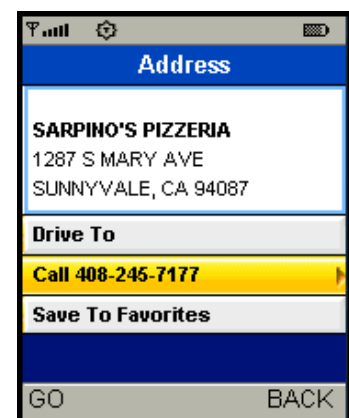 Address
SARPINO'S PIZZERIA
1287 S MARY AVE
SUNNYVALE, CA 94087
Drive To
Call 408-245-7177
Save To Favorites
GO BACK